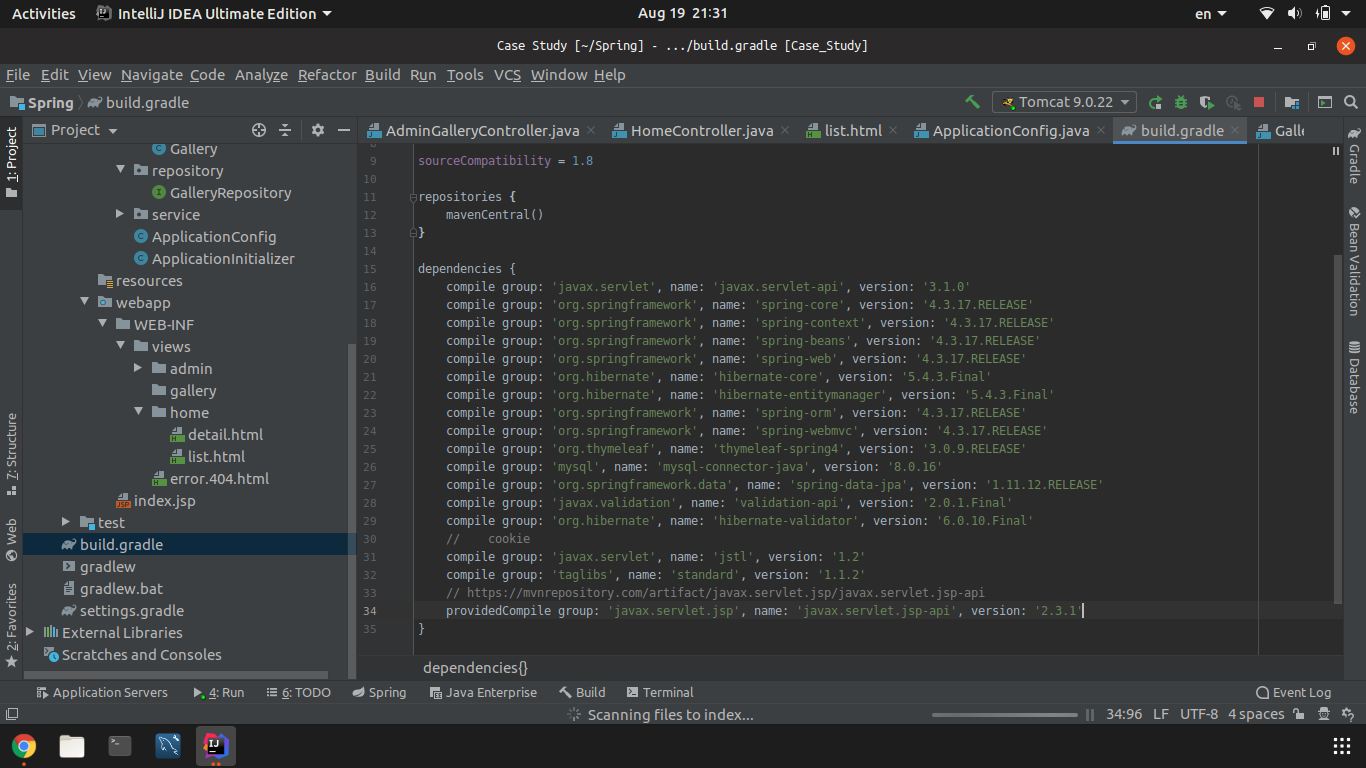 Activities IntelliJ IDEA Ultimate Edition Aug 19 21:31 en
Case Study [~/Spring] - .../build.gradle [Case_Study]
File Edit View Navigate Code Analyze Refactor Build Run Tools VCS Window Help
Spring build.gradle Tomcat 9.0.22
Project AdminGalleryController.java HomeController.java list.html ApplicationConfig.java build.gradle Galle
1: Project
7: Structure
Web
2: Favorites
Gallery
repository
GalleryRepository
service
ApplicationConfig
ApplicationInitializer
resources
webapp
WEB-INF
views
admin
gallery
home
detail.html
list.html
error.404.html
index.jsp
test
build.gradle
gradlew
gradlew.bat
settings.gradle
External Libraries
Scratches and Consoles
9 sourceCompatibility = 1.8
10
11 repositories {
12 mavenCentral()
13 }
14
15 dependencies {
16 compile group: 'javax.servlet', name: 'javax.servlet-api', version: '3.1.0'
17 compile group: 'org.springframework', name: 'spring-core', version: '4.3.17.RELEASE'
18 compile group: 'org.springframework', name: 'spring-context', version: '4.3.17.RELEASE'
19 compile group: 'org.springframework', name: 'spring-beans', version: '4.3.17.RELEASE'
20 compile group: 'org.springframework', name: 'spring-web', version: '4.3.17.RELEASE'
21 compile group: 'org.hibernate', name: 'hibernate-core', version: '5.4.3.Final'
22 compile group: 'org.hibernate', name: 'hibernate-entitymanager', version: '5.4.3.Final'
23 compile group: 'org.springframework', name: 'spring-orm', version: '4.3.17.RELEASE'
24 compile group: 'org.springframework', name: 'spring-webmvc', version: '4.3.17.RELEASE'
25 compile group: 'org.thymeleaf', name: 'thymeleaf-spring4', version: '3.0.9.RELEASE'
26 compile group: 'mysql', name: 'mysql-connector-java', version: '8.0.16'
27 compile group: 'org.springframework.data', name: 'spring-data-jpa', version: '1.11.12.RELEASE'
28 compile group: 'javax.validation', name: 'validation-api', version: '2.0.1.Final'
29 compile group: 'org.hibernate', name: 'hibernate-validator', version: '6.0.10.Final'
30 // cookie
31 compile group: 'javax.servlet', name: 'jstl', version: '1.2'
32 compile group: 'taglibs', name: 'standard', version: '1.1.2'
33 // https://mvnrepository.com/artifact/javax.servlet.jsp/javax.servlet.jsp-api
34 providedCompile group: 'javax.servlet.jsp', name: 'javax.servlet.jsp-api', version: '2.3.1'
35 }
dependencies{}
Gradle
Bean Validation
Database
Application Servers 4: Run 6: TODO Spring Java Enterprise Build Terminal Event Log
Scanning files to index... 34:96 LF UTF-8 4 spaces